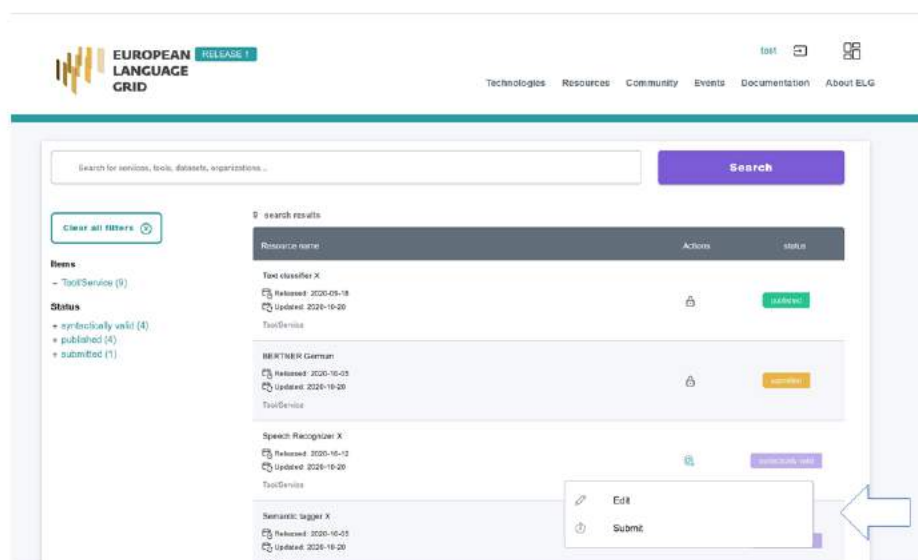 EUROPEAN RELEASE 1
LANGUAGE
GRID
test
Technologies Resources Community Events Documentation About ELG
Search for services, tools, datasets, organizations...
Search
Clear all filters
9 search results
Resource name Actions status
Items
- Tool/Service (9)
Status
+ syntactically valid (4)
+ published (4)
+ submitted (1)
Text classifier X
Released: 2020-09-18
Updated: 2020-10-20
Tool/Service
published
BERTNER German
Released: 2020-10-05
Updated: 2020-10-20
Tool/Service
submitted
Speech Recognizer X
Released: 2020-10-12
Updated: 2020-10-20
Tool/Service
syntactically valid
Edit
Submit
Semantic tagger X
Released: 2020-10-05
Updated: 2020-10-20